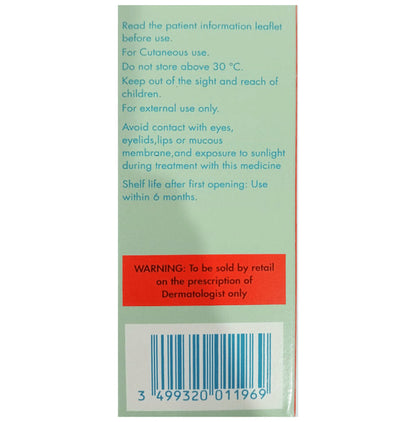 Read the patient information leaflet
before use.
For Cutaneous use.
Do not store above 30 °C.
Keep out of the sight and reach of
children.
For external use only.
Avoid contact with eyes,
eyelids,lips or mucous
membrane,and exposure to sunlight
during treatment with this medicine
Shelf life after first opening: Use
within 6 months.
WARNING: To be sold by retail
on the prescription of
Dermatologist only
3 499320 011969